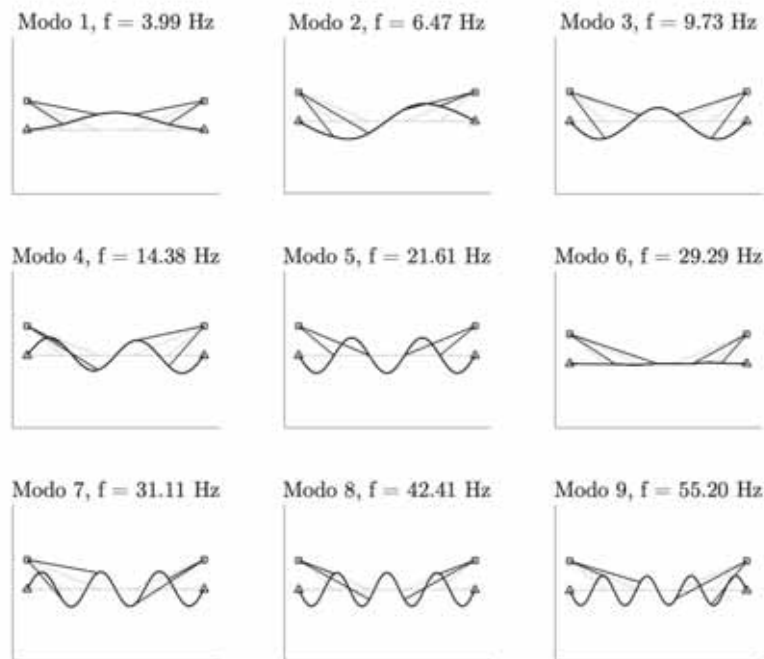 Modo 1, f = 3.99 Hz
Modo 2, f = 6.47 Hz
Modo 3, f = 9.73 Hz
Modo 4, f = 14.38 Hz
Modo 5, f = 21.61 Hz
Modo 6, f = 29.29 Hz
Modo 7, f = 31.11 Hz
Modo 8, f = 42.41 Hz
Modo 9, f = 55.20 Hz